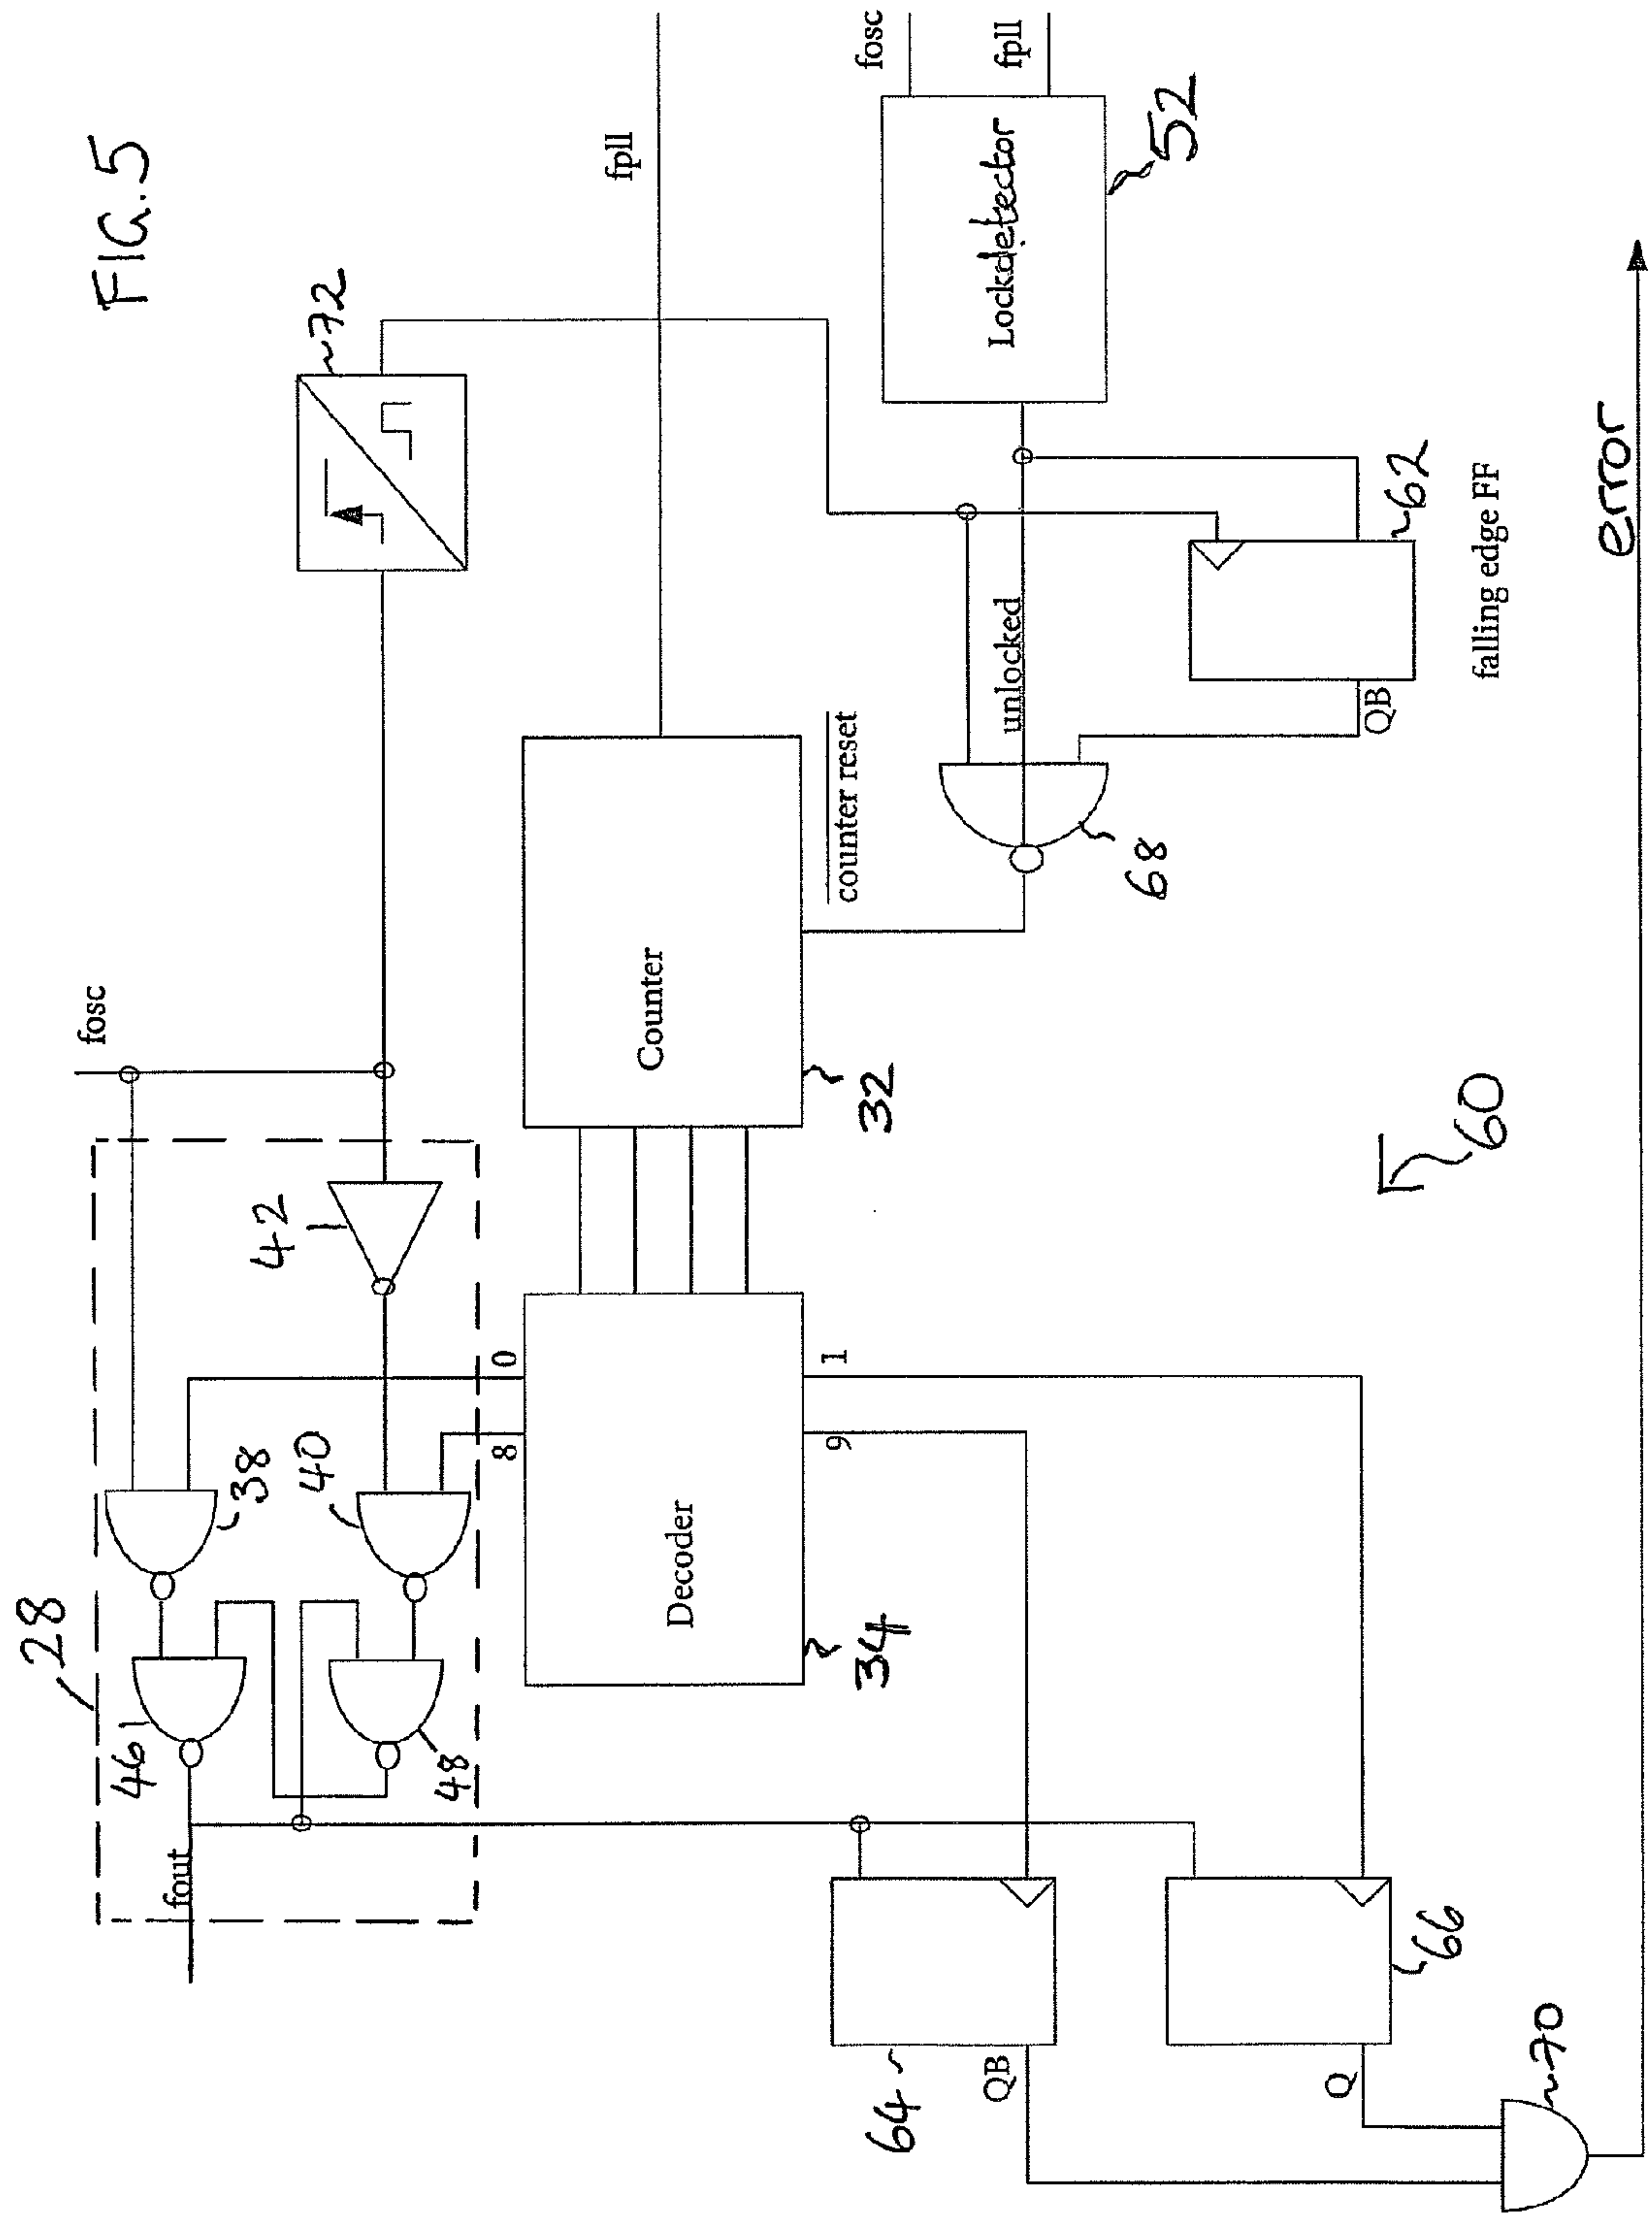 FIG. 5
28
fout
46
48
38
40
42
fosc
72
8
0
fpll
Decoder
34
Counter
32
9
1
counter reset
unlocked
68
Lockdetector
52
fosc
fpll
QB
62
falling edge FF
64
QB
66
Q
70
60
error